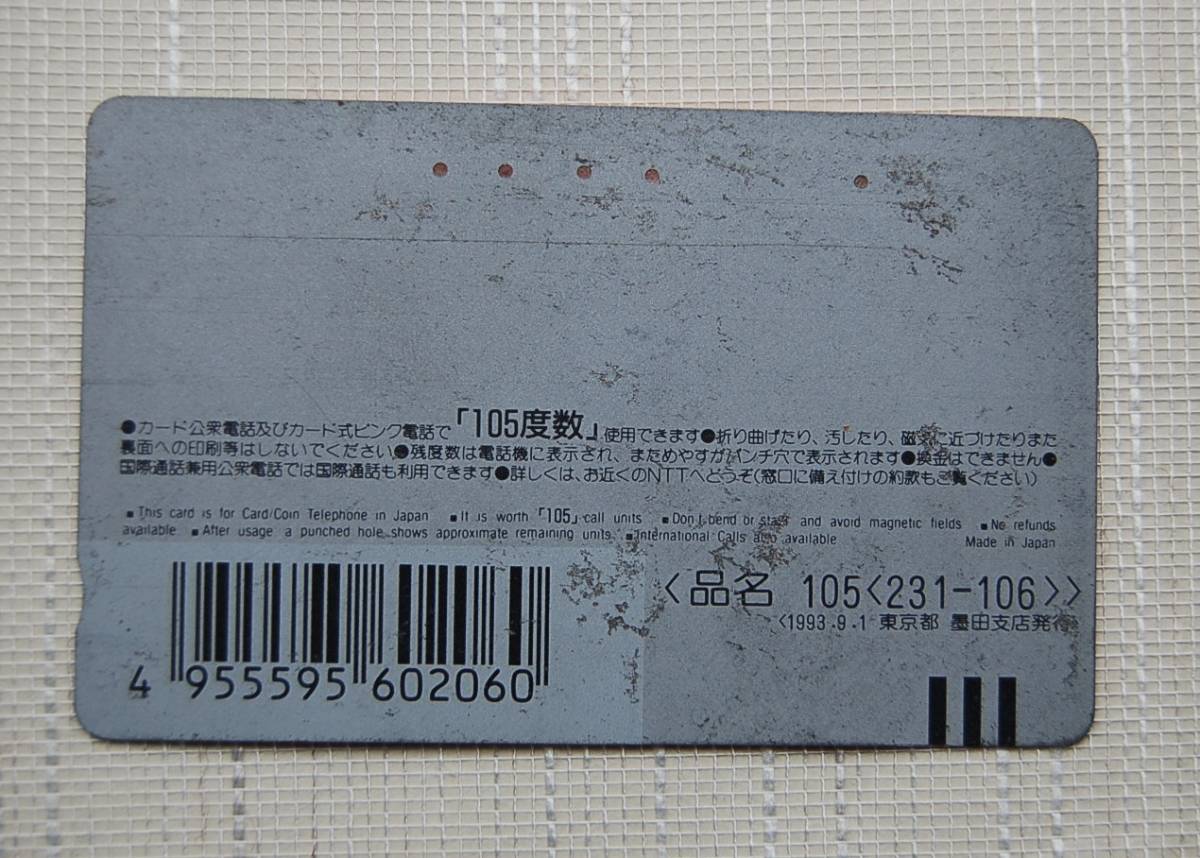 ●カード公衆電話及びカード式ピンク電話で「105度数」使用できます●折り曲げたり、汚したり、磁気に近づけたりまた
裏面への印刷等はしないでください●残度数は電話機に表示され、まためやすがパンチ穴で表示されます●換金はできません●
国際通話兼用公衆電話では国際通話も利用できます●詳しくは、お近くのNTTへどうぞ(窓口に備え付けの約款もご覧ください)
■This card is for Card/Coin Telephone in Japan ■It is worth「105」call units ■Don't bend or stain and avoid magnetic fields ■No refunds
available ■After usage a punched hole shows approximate remaining units ■International Calls also available
Made in Japan
<品名 105<231-106>>
<1993.9.1 東京都 墨田支店発行
4 955595 602060